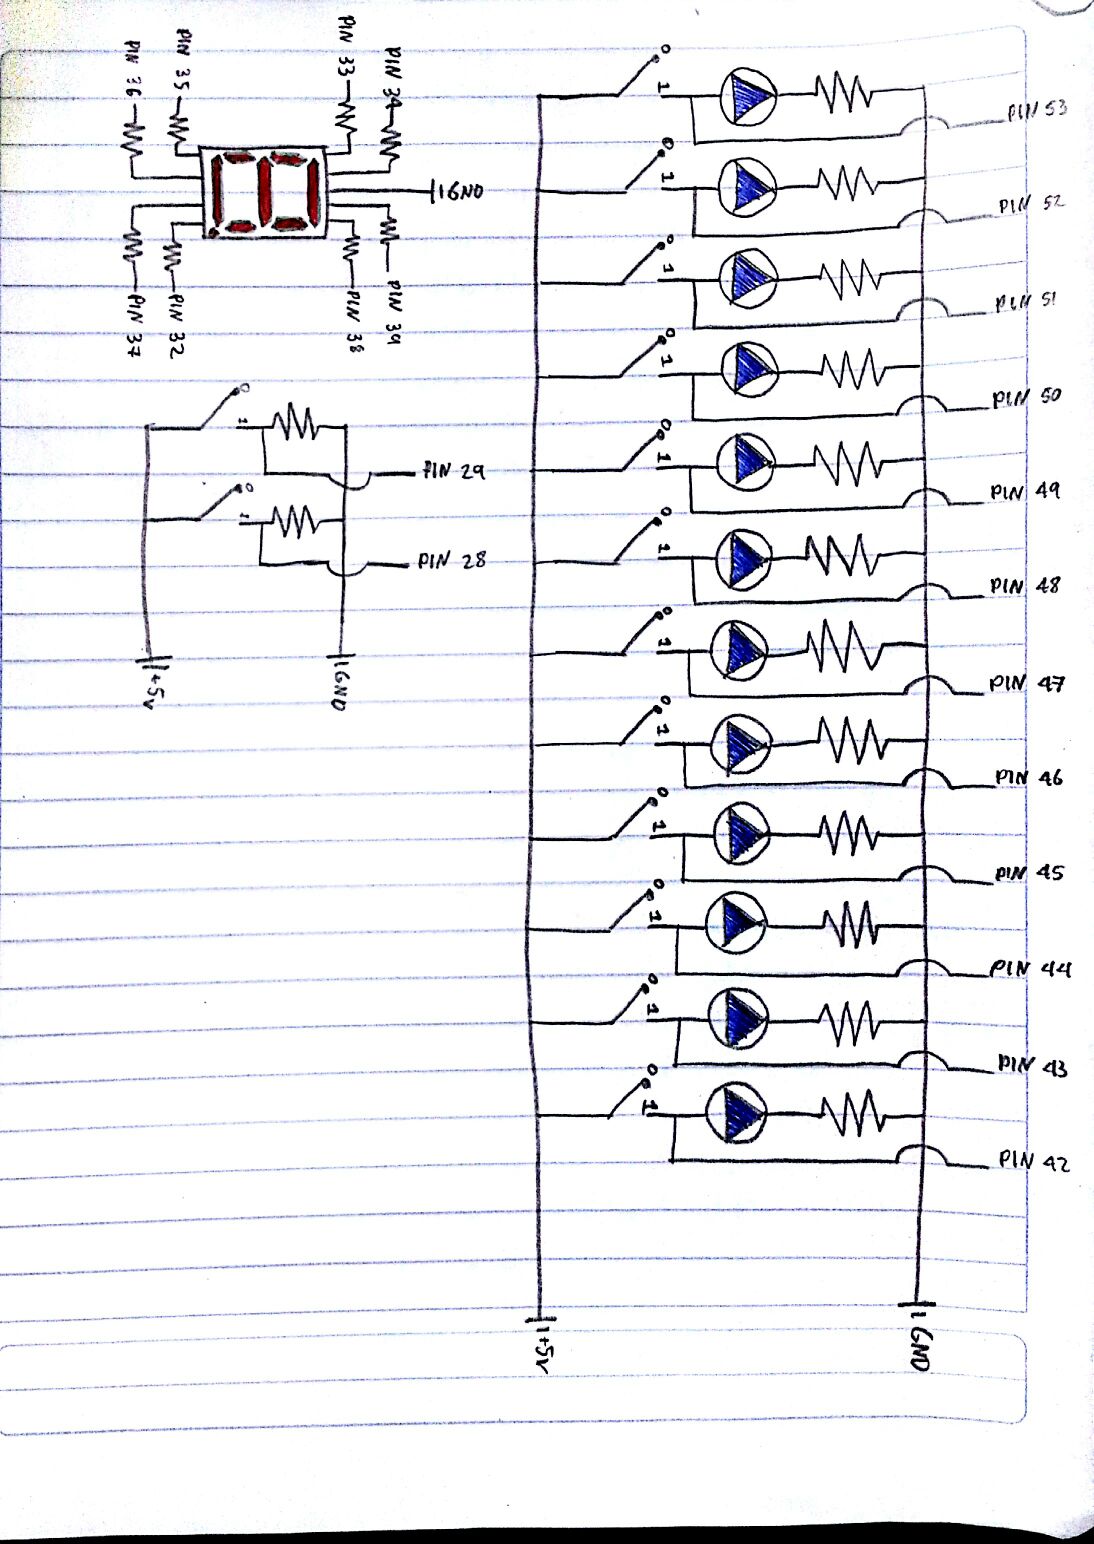 PIN 36
PIN 35
PIN 33
PIN 34
GND
PIN 37
PIN 32
PIN 38
PIN 39
0
1
PIN 29
0
1
PIN 28
+5v
GND
0
1
PIN 53
0
1
PIN 52
0
1
PIN 51
0
1
PIN 50
0
1
PIN 49
0
1
PIN 48
0
1
PIN 47
0
1
PIN 46
0
1
PIN 45
0
1
PIN 44
0
1
PIN 43
0
1
PIN 42
+5v
GND